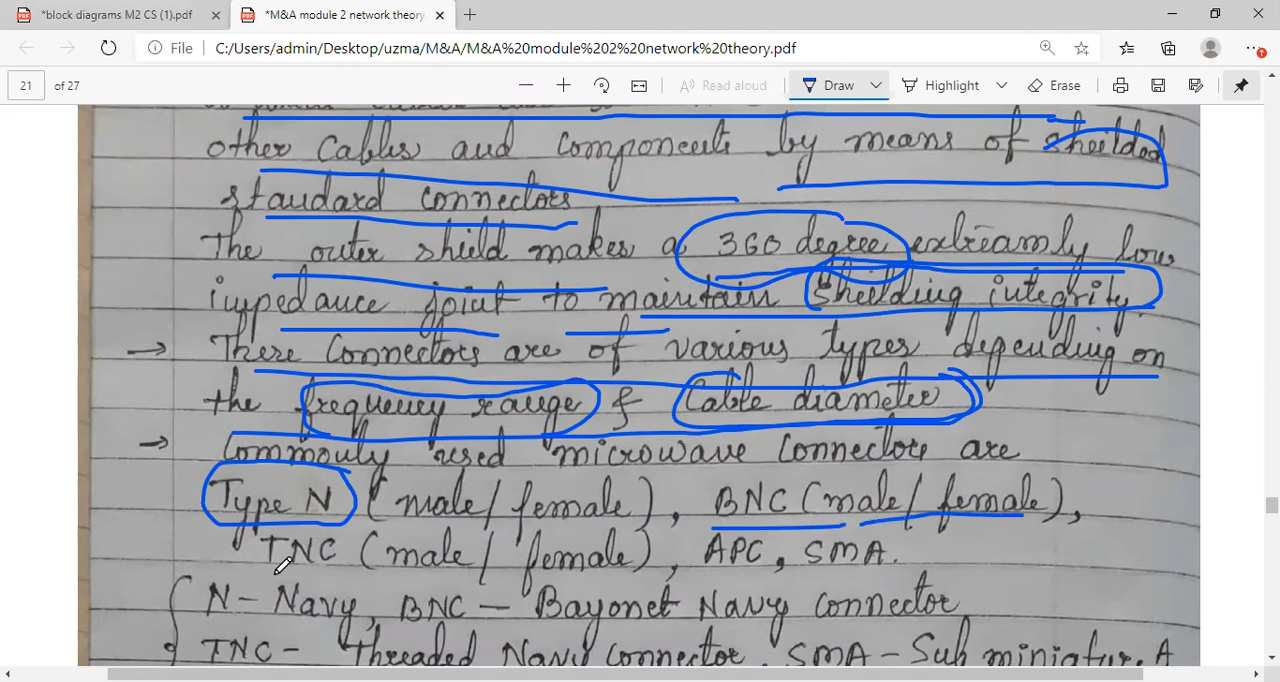 *block diagrams M2 CS (1).pdf
*M&A module 2 network theory.
File
C:/Users/admin/Desktop/uzma/M&A/M&A%20module%202%20network%20theory.pdf
21 of 27
Read aloud
Draw
Highlight
Erase
other Cables and components by means of sheilded
standard connectors
The outer shield makes a 360 degree extreamly low
impedance joint to maintain Sheilding integrity.
→ These Connectors are of various types depending on
the frequency range & Cable diameter
→ Commonly used microwave Connectors are
Type N (male/female), BNC (male/female),
TNC (male/female), APC, SMA.
N - Navy, BNC - Bayonet Navy connector
TNC - Threaded Navy connector, SMA - Sub miniature A